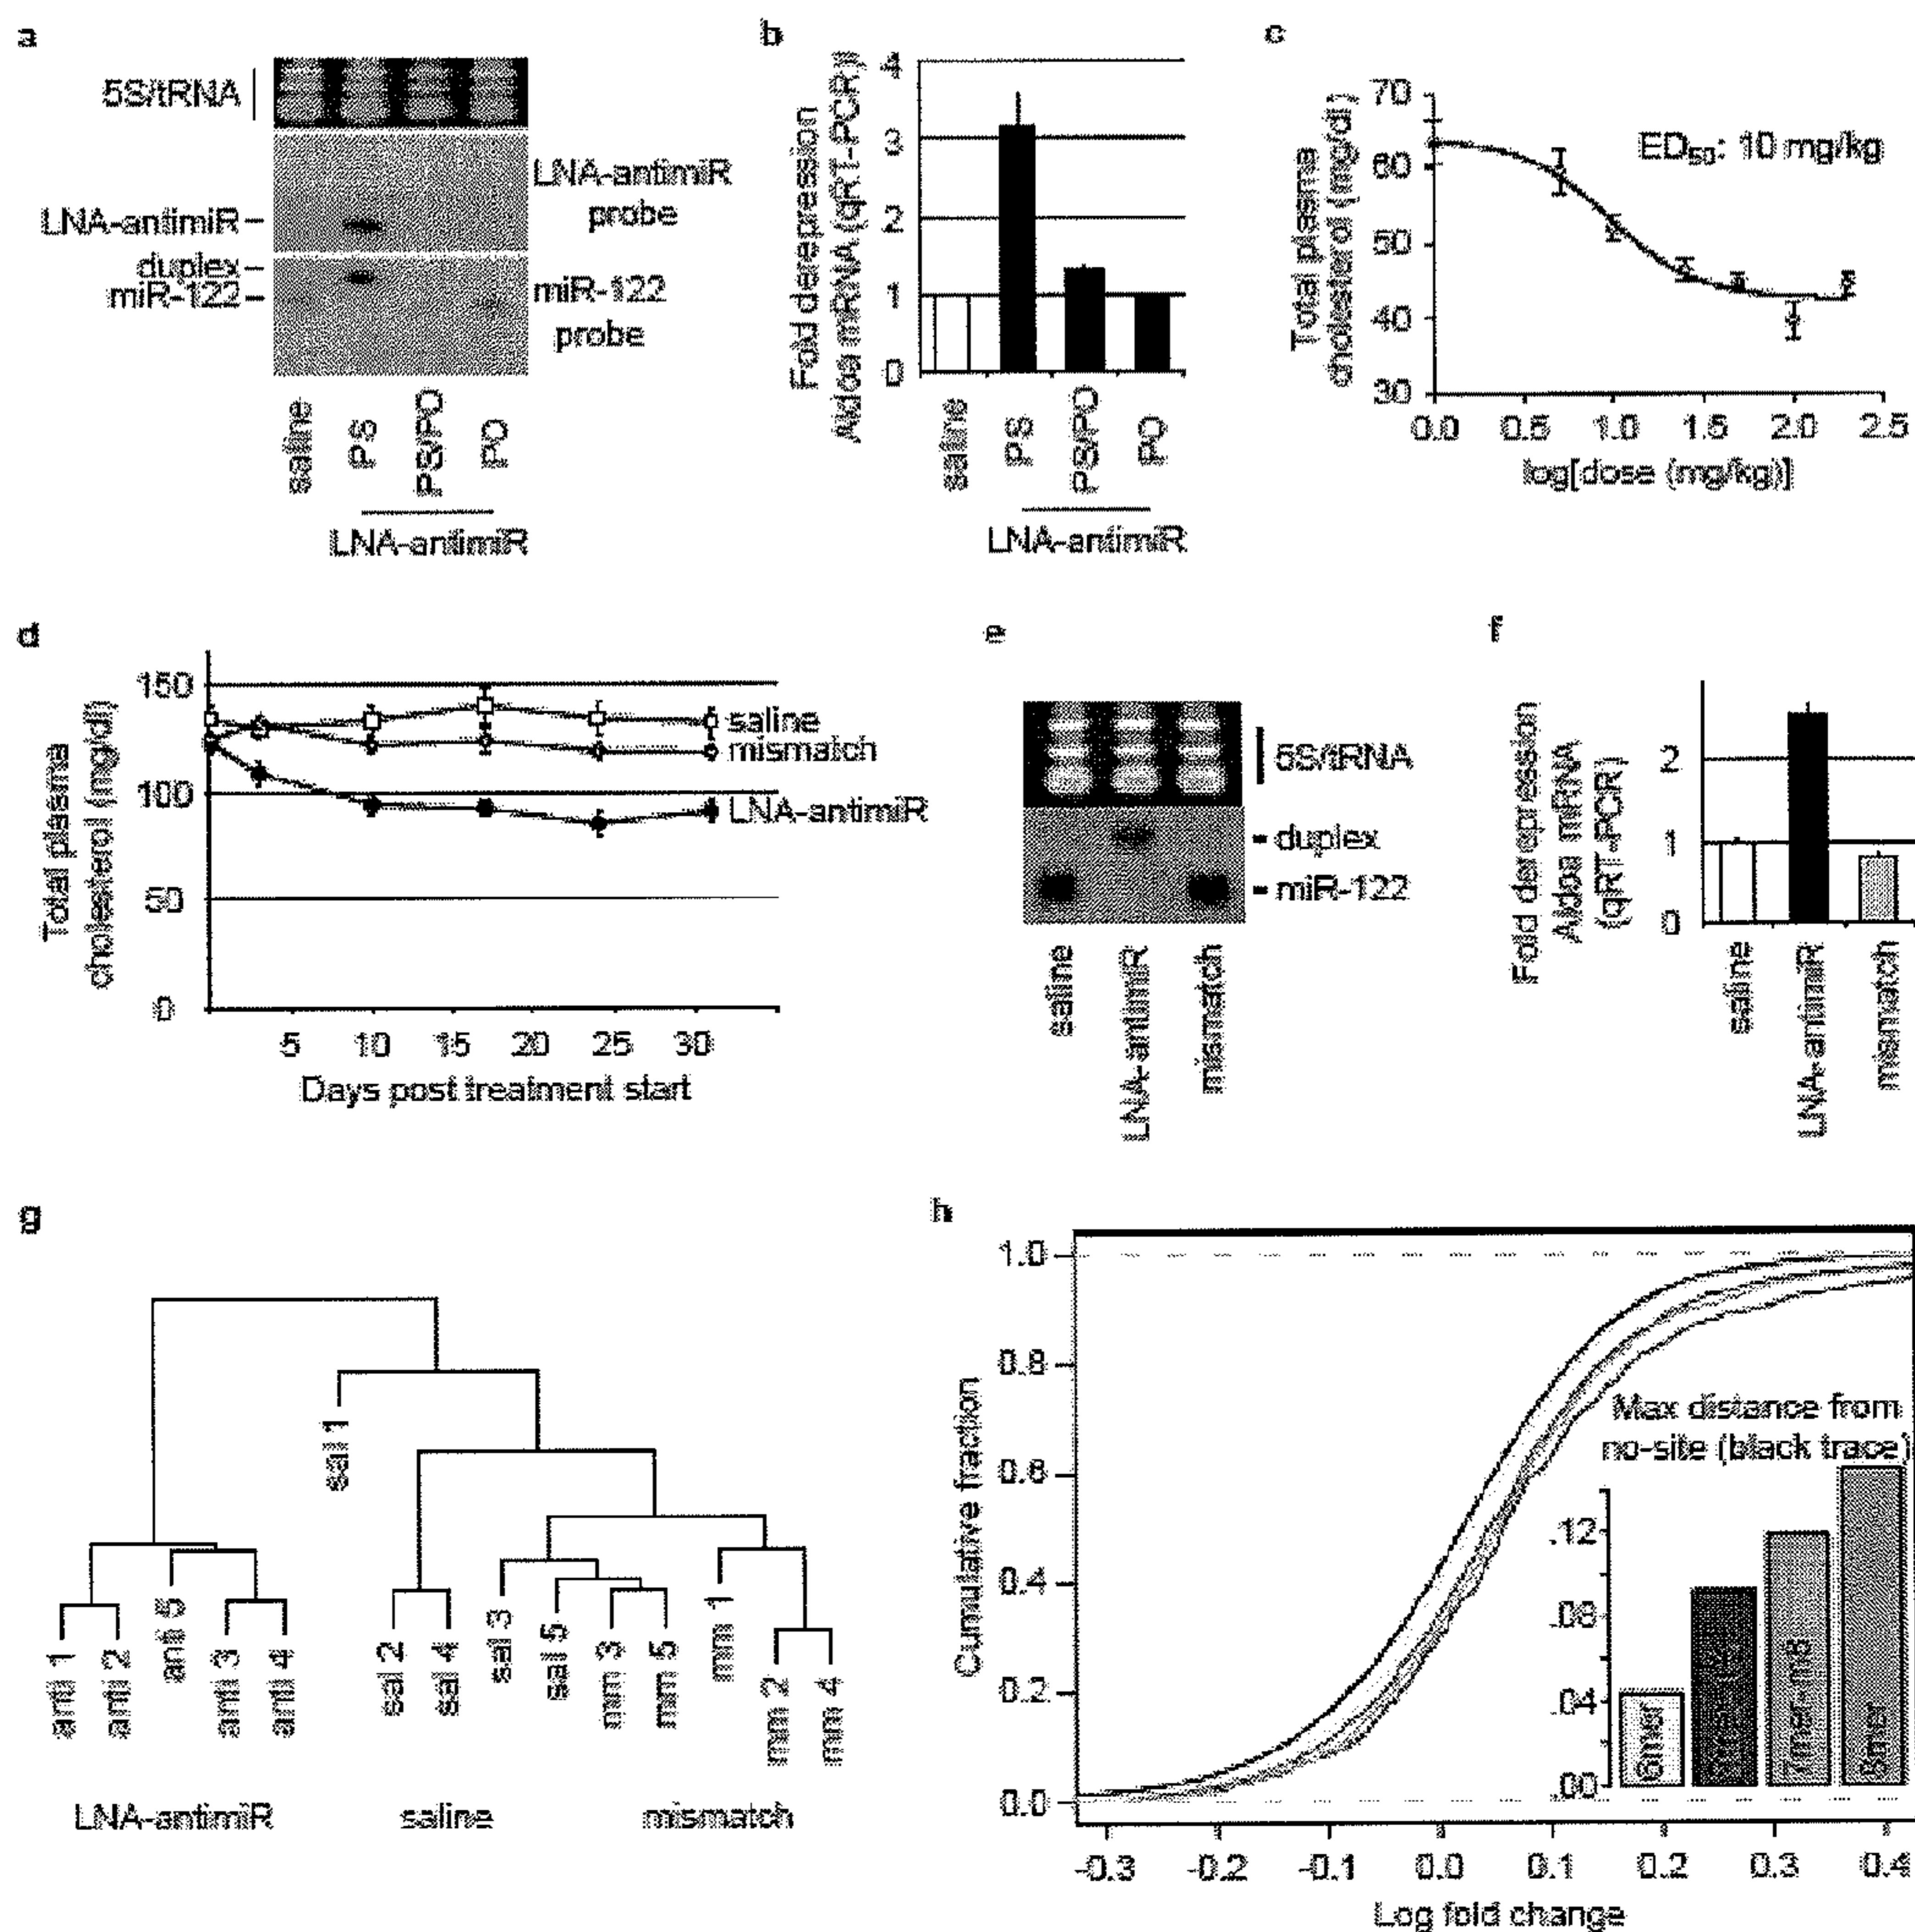 a
5S/tRNA
LNA-antimiR
probe
LNA-antimiR
duplex
miR-122
miR-122
probe
saline
PS
PS/PO
PO
LNA-antimiR
b
Fold derepression
Aldoa mRNA (qRT-PCR)
4
3
2
1
0
saline
PS
PS/PO
PO
LNA-antimiR
c
Total plasma
cholesterol (mg/dl)
70
60
50
40
30
ED50: 10 mg/kg
0.0 0.5 1.0 1.5 2.0 2.5
log[dose (mg/kg)]
d
Total plasma
cholesterol (mg/dl)
150
100
50
0
saline
mismatch
LNA-antimiR
5 10 15 20 25 30
Days post treatment start
e
5S/tRNA
duplex
miR-122
saline
LNA-antimiR
mismatch
f
Fold derepression
Aldoa mRNA
(qRT-PCR)
2
1
0
saline
LNA-antimiR
mismatch
g
sal 1
anti 1
anti 2
anti 5
anti 3
anti 4
sal 2
sal 4
sal 3
sal 5
mm 3
mm 5
mm 1
mm 2
mm 4
LNA-antimiR
saline
mismatch
h
Cumulative fraction
1.0
0.8
0.6
0.4
0.2
0.0
Max distance from
no-site (black trace)
.12
.08
.04
.00
6mer
7mer-m8
8mer
-0.3 -0.2 -0.1 0.0 0.1 0.2 0.3 0.4
Log fold change